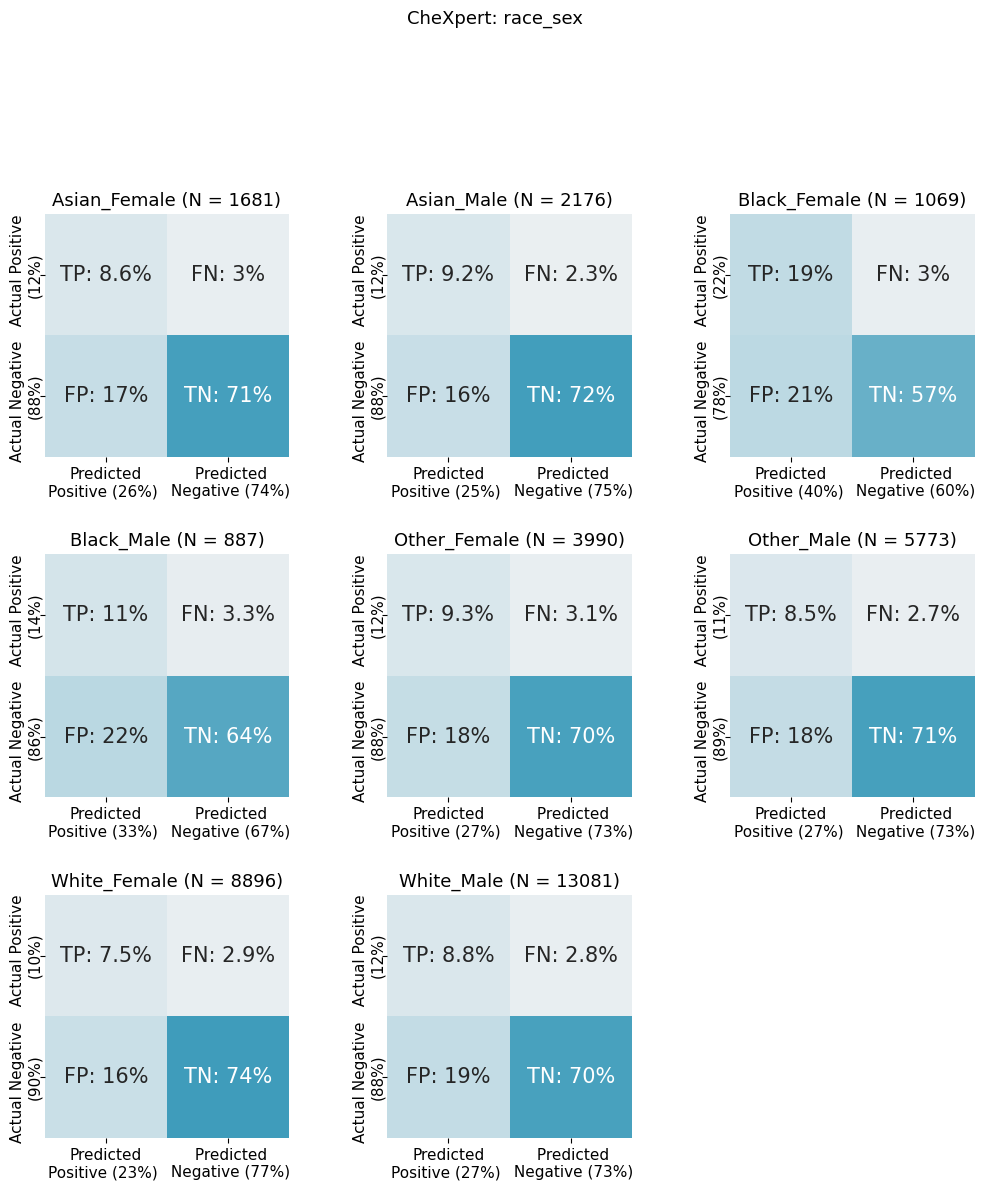 CheXpert: race_sex
Asian_Female (N = 1681)
Actual Positive
(12%)
TP: 8.6%
FN: 3%
Actual Negative
(88%)
FP: 17%
TN: 71%
Predicted
Positive (26%)
Predicted
Negative (74%)
Asian_Male (N = 2176)
Actual Positive
(12%)
TP: 9.2%
FN: 2.3%
Actual Negative
(88%)
FP: 16%
TN: 72%
Predicted
Positive (25%)
Predicted
Negative (75%)
Black_Female (N = 1069)
Actual Positive
(22%)
TP: 19%
FN: 3%
Actual Negative
(78%)
FP: 21%
TN: 57%
Predicted
Positive (40%)
Predicted
Negative (60%)
Black_Male (N = 887)
Actual Positive
(14%)
TP: 11%
FN: 3.3%
Actual Negative
(86%)
FP: 22%
TN: 64%
Predicted
Positive (33%)
Predicted
Negative (67%)
Other_Female (N = 3990)
Actual Positive
(12%)
TP: 9.3%
FN: 3.1%
Actual Negative
(88%)
FP: 18%
TN: 70%
Predicted
Positive (27%)
Predicted
Negative (73%)
Other_Male (N = 5773)
Actual Positive
(11%)
TP: 8.5%
FN: 2.7%
Actual Negative
(89%)
FP: 18%
TN: 71%
Predicted
Positive (27%)
Predicted
Negative (73%)
White_Female (N = 8896)
Actual Positive
(10%)
TP: 7.5%
FN: 2.9%
Actual Negative
(90%)
FP: 16%
TN: 74%
Predicted
Positive (23%)
Predicted
Negative (77%)
White_Male (N = 13081)
Actual Positive
(12%)
TP: 8.8%
FN: 2.8%
Actual Negative
(88%)
FP: 19%
TN: 70%
Predicted
Positive (27%)
Predicted
Negative (73%)